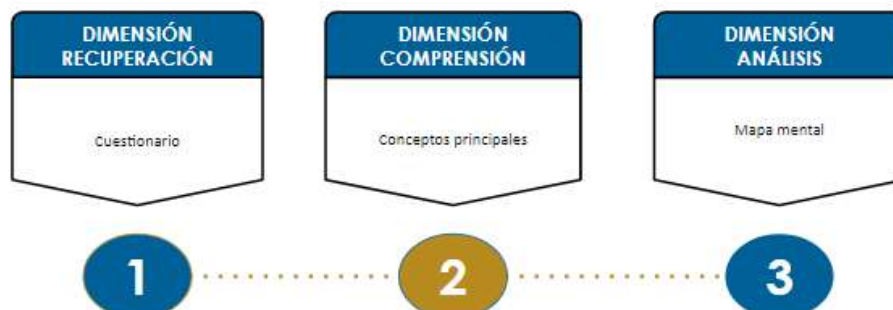 DIMENSIÓN
RECUPERACIÓN
Cuestionario
DIMENSIÓN
COMPRENSIÓN
Conceptos principales
DIMENSIÓN
ANÁLISIS
Mapa mental
1
2
3